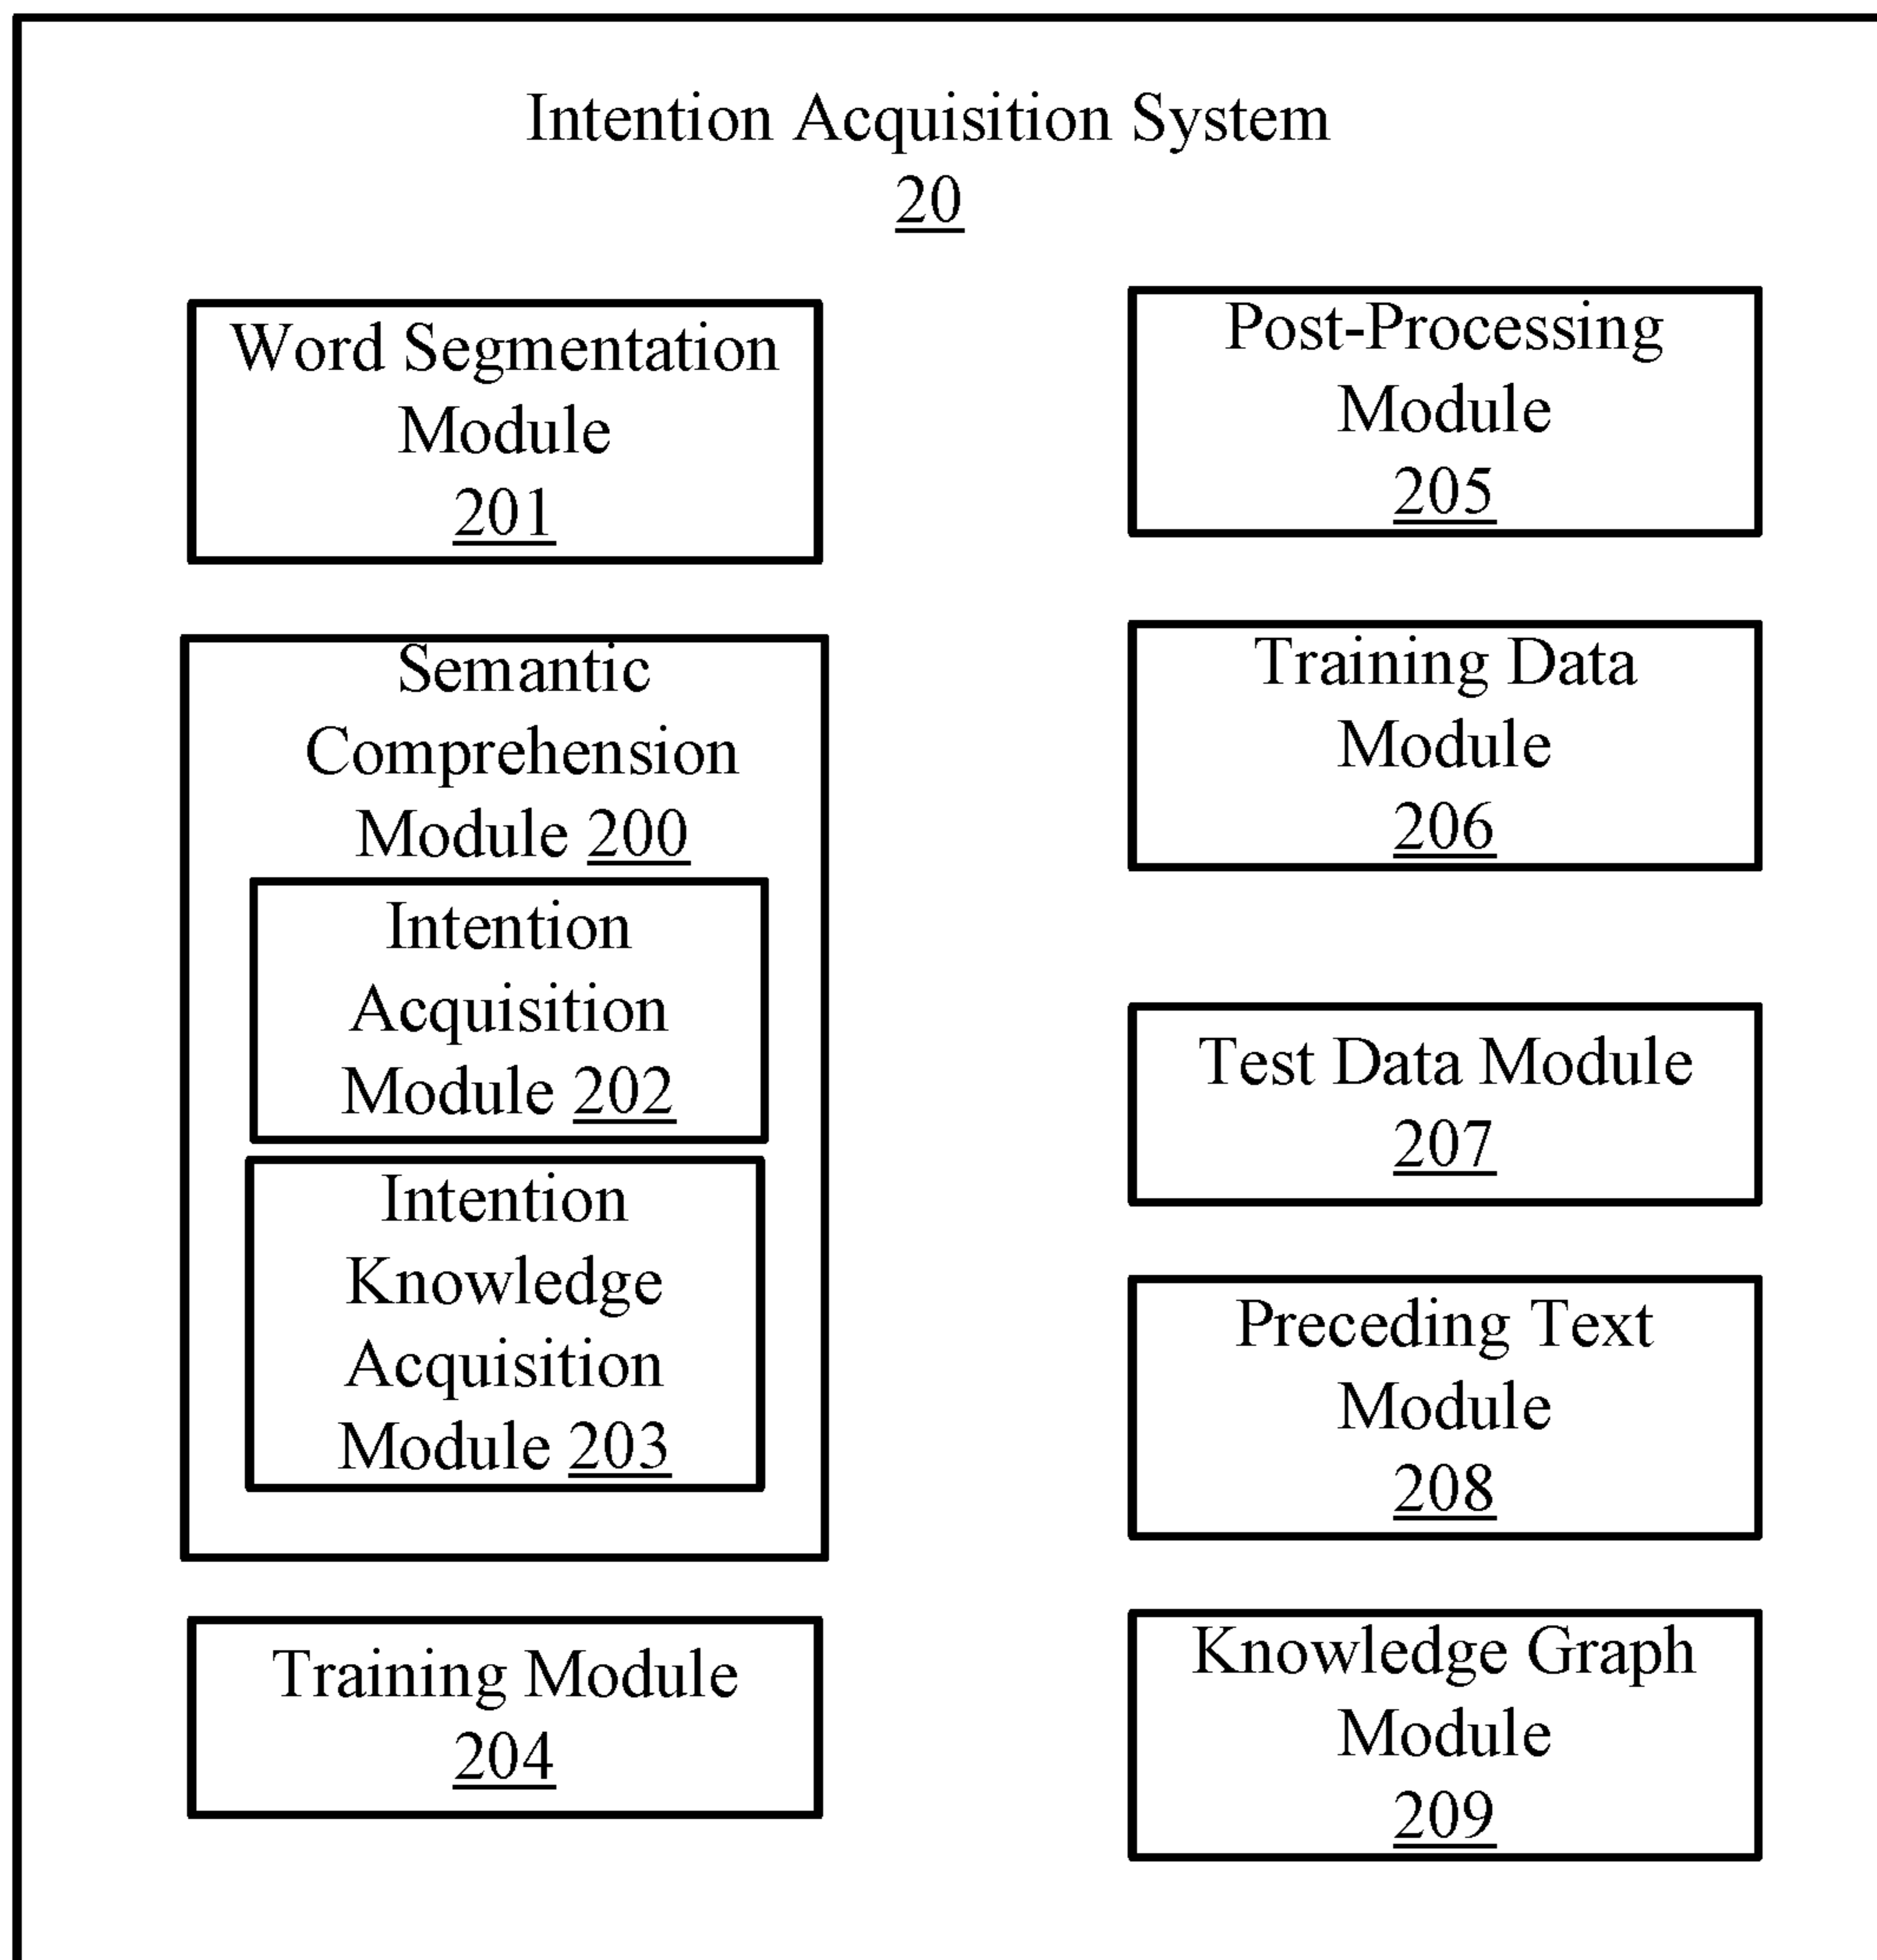 Intention Acquisition System
20
Word Segmentation
Module
201
Semantic
Comprehension
Module 200
Intention
Acquisition
Module 202
Intention
Knowledge
Acquisition
Module 203
Training Module
204
Post-Processing
Module
205
Training Data
Module
206
Test Data Module
207
Preceding Text
Module
208
Knowledge Graph
Module
209